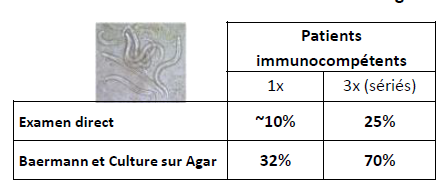 Patients
immunocompétents
1x 3x (sériés)
Examen direct ~10% 25%
Baermann et Culture sur Agar 32% 70%